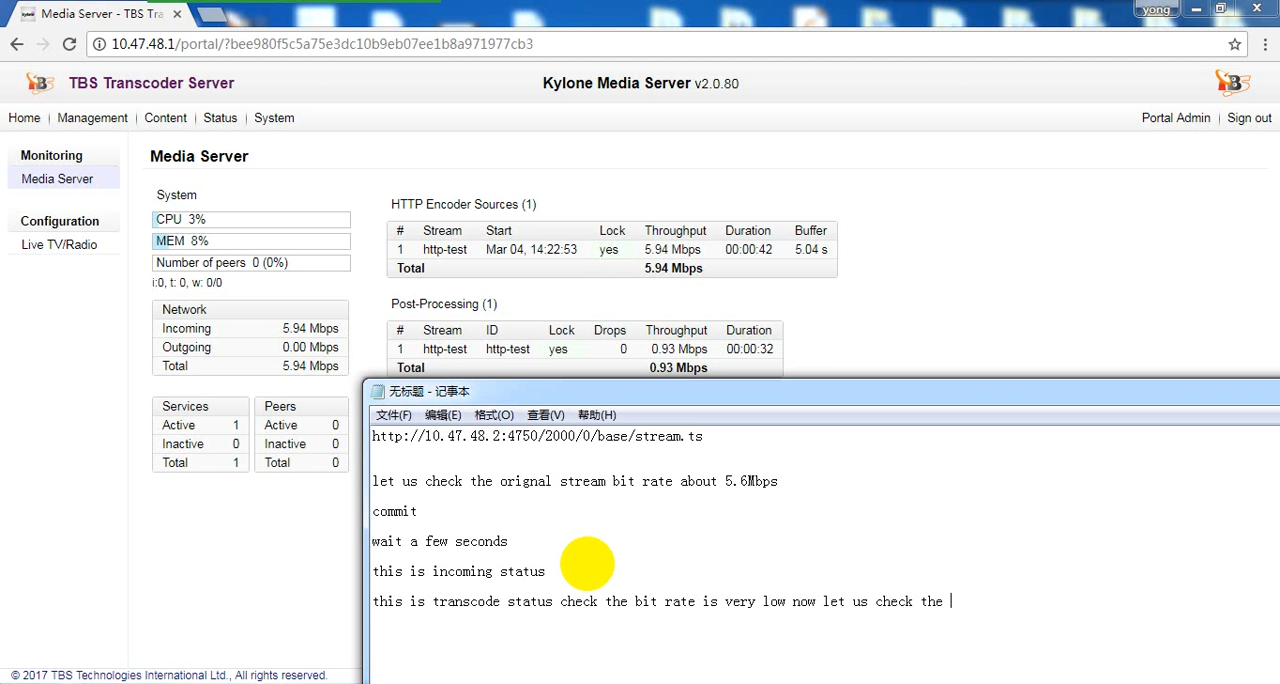 Media Server - TBS Tra
yong
10.47.48.1/portal/?bee980f5c5a75e3dc10b9eb07ee1b8a971977cb3
TBS Transcoder Server
Kylone Media Server v2.0.80
Home | Management | Content | Status | System
Portal Admin | Sign out
Monitoring
Media Server
Configuration
Live TV/Radio
Media Server
System
CPU 3%
MEM 8%
Number of peers 0 (0%)
i:0, t: 0, w: 0/0
Network
Incoming 5.94 Mbps
Outgoing 0.00 Mbps
Total 5.94 Mbps
Services
Active 1
Inactive 0
Total 1
Peers
Active 0
Inactive 0
Total 0
HTTP Encoder Sources (1)
# Stream Start Lock Throughput Duration Buffer
1 http-test Mar 04, 14:22:53 yes 5.94 Mbps 00:00:42 5.04 s
Total 5.94 Mbps
Post-Processing (1)
# Stream ID Lock Drops Throughput Duration
1 http-test http-test yes 0 0.93 Mbps 00:00:32
Total 0.93 Mbps
无标题 - 记事本
文件(F) 编辑(E) 格式(O) 查看(V) 帮助(H)
http://10.47.48.2:4750/2000/0/base/stream.ts
let us check the orignal stream bit rate about 5.6Mbps
commit
wait a few seconds
this is incoming status
this is transcode status check the bit rate is very low now let us check the
© 2017 TBS Technologies International Ltd., All rights reserved.